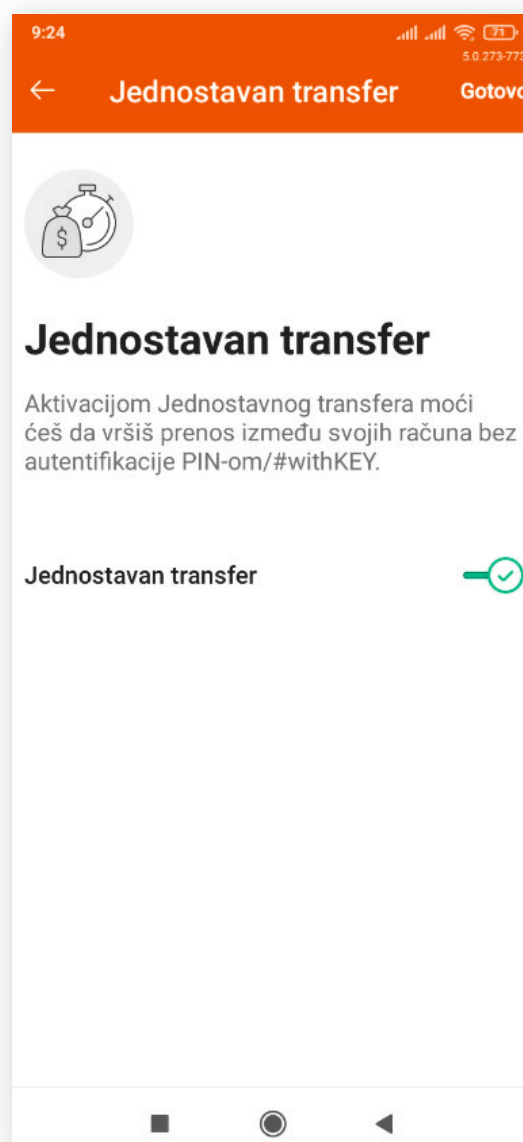 9:24
71
5.0.273-773
Jednostavan transfer
Gotovo
$
Jednostavan transfer
Aktivacijom Jednostavnog transfera moći
ćeš da vršiš prenos između svojih računa bez
autentifikacije PIN-om/#withKEY.
Jednostavan transfer